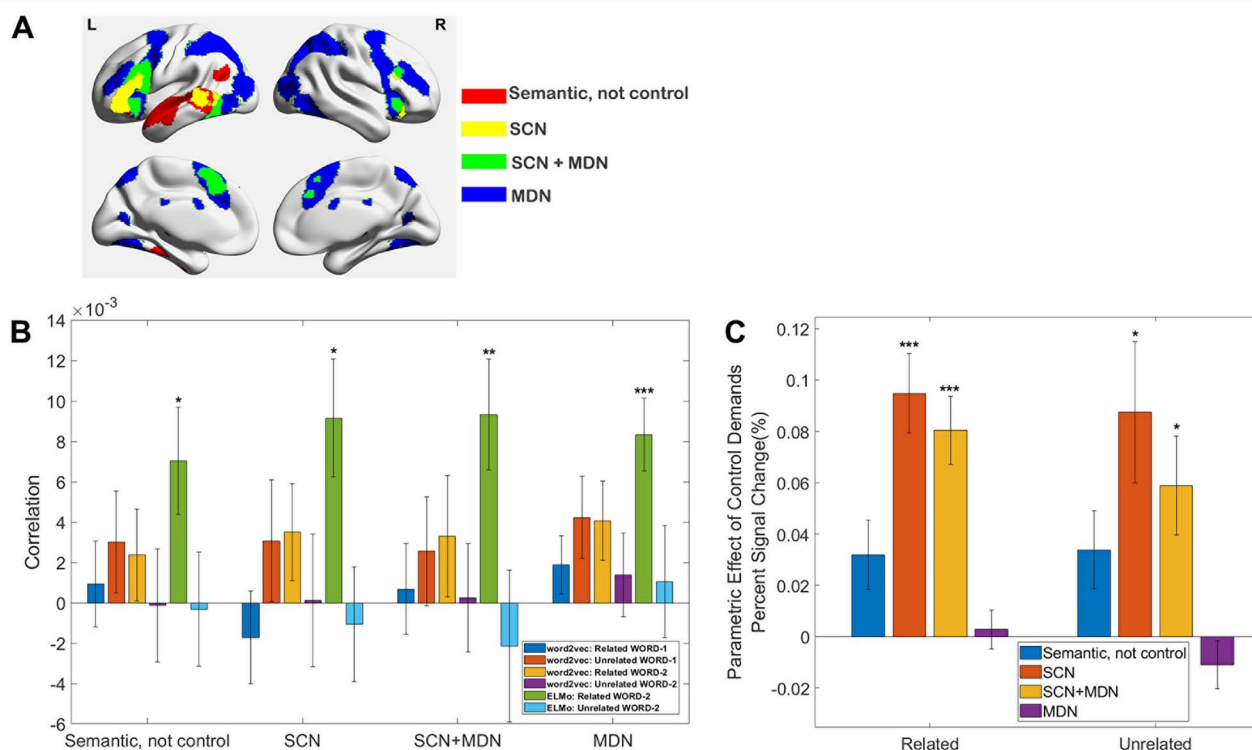 A
L
R
Semantic, not control
SCN
SCN + MDN
MDN
B
×10⁻³
14
12
10
8
6
4
2
0
-2
-4
-6
Correlation
*
*
**
***
word2vec: Related WORD-1
word2vec: Unrelated WORD-1
word2vec: Related WORD-2
word2vec: Unrelated WORD-2
ELMo: Related WORD-2
ELMo: Unrelated WORD-2
Semantic, not control
SCN
SCN+MDN
MDN
C
0.12
0.1
0.08
0.06
0.04
0.02
0
-0.02
Parametric Effect of Control Demands
Percent Signal Change(%)
***
***
*
*
Semantic, not control
SCN
SCN+MDN
MDN
Related
Unrelated